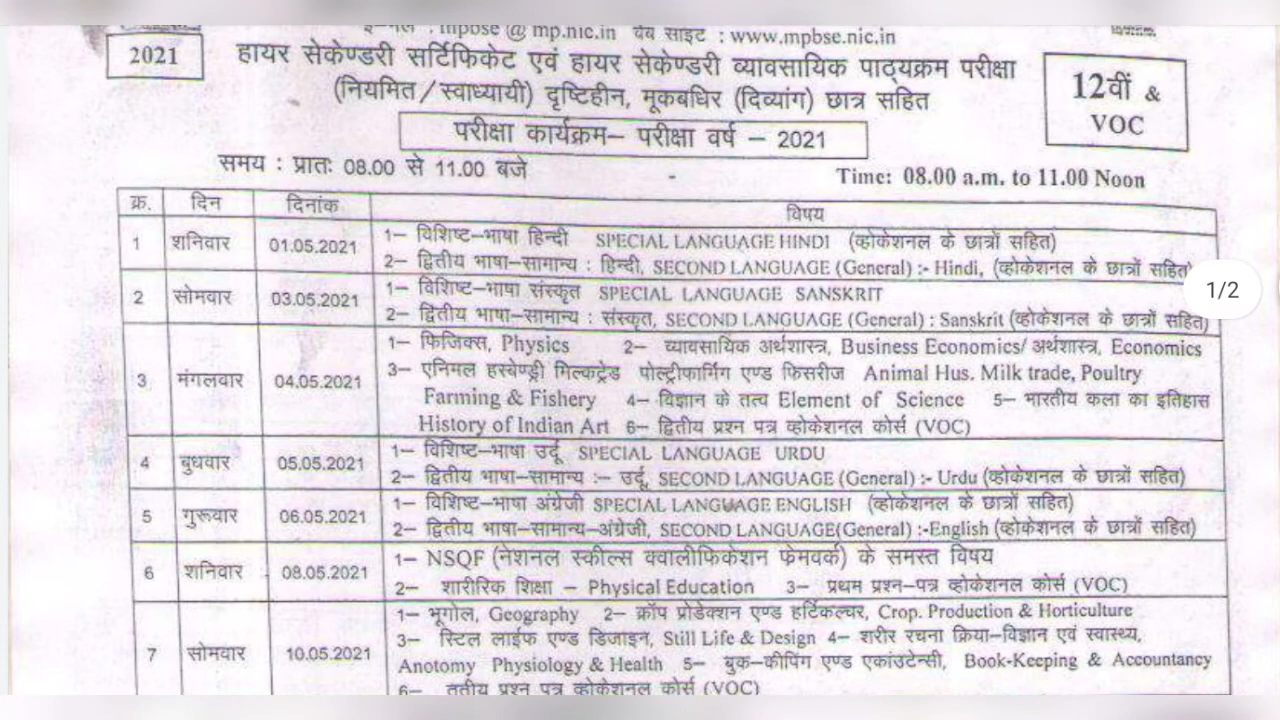 : mpbse @ mp.nic.in वेब साइट : www.mpbse.nic.in
2021
हायर सेकेण्डरी सर्टिफिकेट एवं हायर सेकेण्डरी व्यावसायिक पाठ्यक्रम परीक्षा
(नियमित/स्वाध्यायी) दृष्टिहीन, मूकबधिर (दिव्यांग) छात्र सहित
12वीं &
VOC
परीक्षा कार्यक्रम– परीक्षा वर्ष – 2021
समय : प्रातः 08.00 से 11.00 बजे
Time: 08.00 a.m. to 11.00 Noon
क्र. दिन दिनांक विषय
1 शनिवार 01.05.2021 1– विशिष्ट–भाषा हिन्दी SPECIAL LANGUAGE HINDI (व्होकेशनल के छात्रों सहित)
2– द्वितीय भाषा–सामान्य : हिन्दी, SECOND LANGUAGE (General) :- Hindi, (व्होकेशनल के छात्रों सहित)
2 सोमवार 03.05.2021 1– विशिष्ट–भाषा संस्कृत SPECIAL LANGUAGE SANSKRIT
1/2
2– द्वितीय भाषा–सामान्य : संस्कृत, SECOND LANGUAGE (General) : Sanskrit (व्होकेशनल के छात्रों सहित)
3 मंगलवार 04.05.2021 1– फिजिक्स, Physics 2– व्यावसायिक अर्थशास्त्र, Business Economics/ अर्थशास्त्र, Economics
3– एनिमल हस्बेण्ड्री मिल्कट्रेड पोल्ट्रीफार्मिंग एण्ड फिसरीज Animal Hus. Milk trade, Poultry
Farming & Fishery 4– विज्ञान के तत्व Element of Science 5– भारतीय कला का इतिहास
History of Indian Art 6– द्वितीय प्रश्न पत्र व्होकेशनल कोर्स (VOC)
4 बुधवार 05.05.2021 1– विशिष्ट–भाषा उर्दू SPECIAL LANGUAGE URDU
2– द्वितीय भाषा–सामान्य :– उर्दू, SECOND LANGUAGE (General) :- Urdu (व्होकेशनल के छात्रों सहित)
5 गुरूवार 06.05.2021 1– विशिष्ट–भाषा अंग्रेजी SPECIAL LANGUAGE ENGLISH (व्होकेशनल के छात्रों सहित)
2– द्वितीय भाषा–सामान्य–अंग्रेजी, SECOND LANGUAGE(General) :-English (व्होकेशनल के छात्रों सहित)
6 शनिवार 08.05.2021 1– NSQF (नेशनल स्कील्स क्वालीफिकेशन फ्रेमवर्क) के समस्त विषय
2– शारीरिक शिक्षा – Physical Education 3– प्रथम प्रश्न–पत्र व्होकेशनल कोर्स (VOC)
7 सोमवार 10.05.2021 1– भूगोल, Geography 2– क्रॉप प्रोडेक्शन एण्ड हर्टिकल्चर, Crop. Production & Horticulture
3– स्टिल लाईफ एण्ड डिजाइन, Still Life & Design 4– शरीर रचना क्रिया–विज्ञान एवं स्वास्थ्य,
Anotomy Physiology & Health 5– बुक–कीपिंग एण्ड एकांउटेन्सी, Book-Keeping & Accountancy
6– तृतीय प्रश्न पत्र व्होकेशनल कोर्स (VOC)